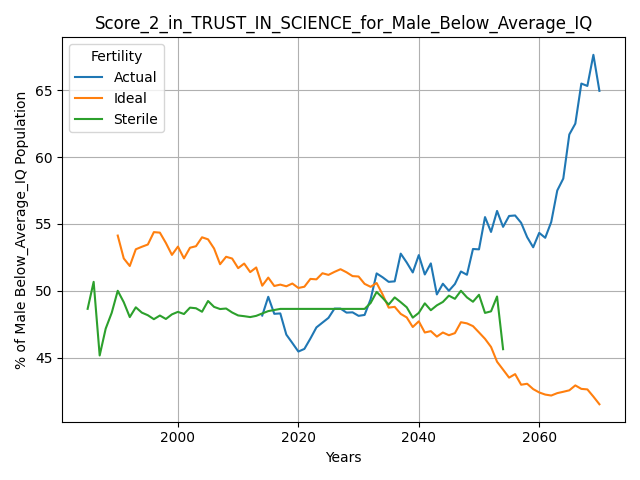 Score_2_in_TRUST_IN_SCIENCE_for_Male_Below_Average_IQ
Fertility
Actual
Ideal
Sterile
% of Male Below_Average_IQ Population
65
60
55
50
45
2000
2020
2040
2060
Years